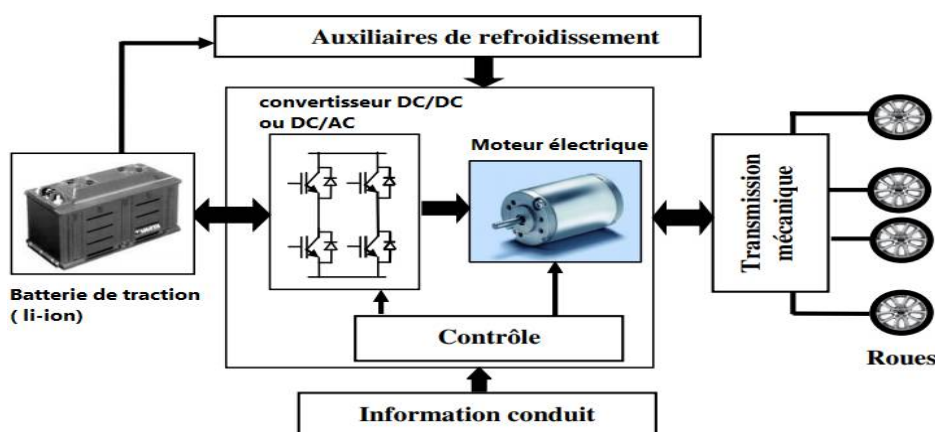 Auxiliaires de refroidissement
convertisseur DC/DC
ou DC/AC
Moteur électrique
Transmission
mécanique
Batterie de traction
( li-ion)
Contrôle
Roues
Information conduit